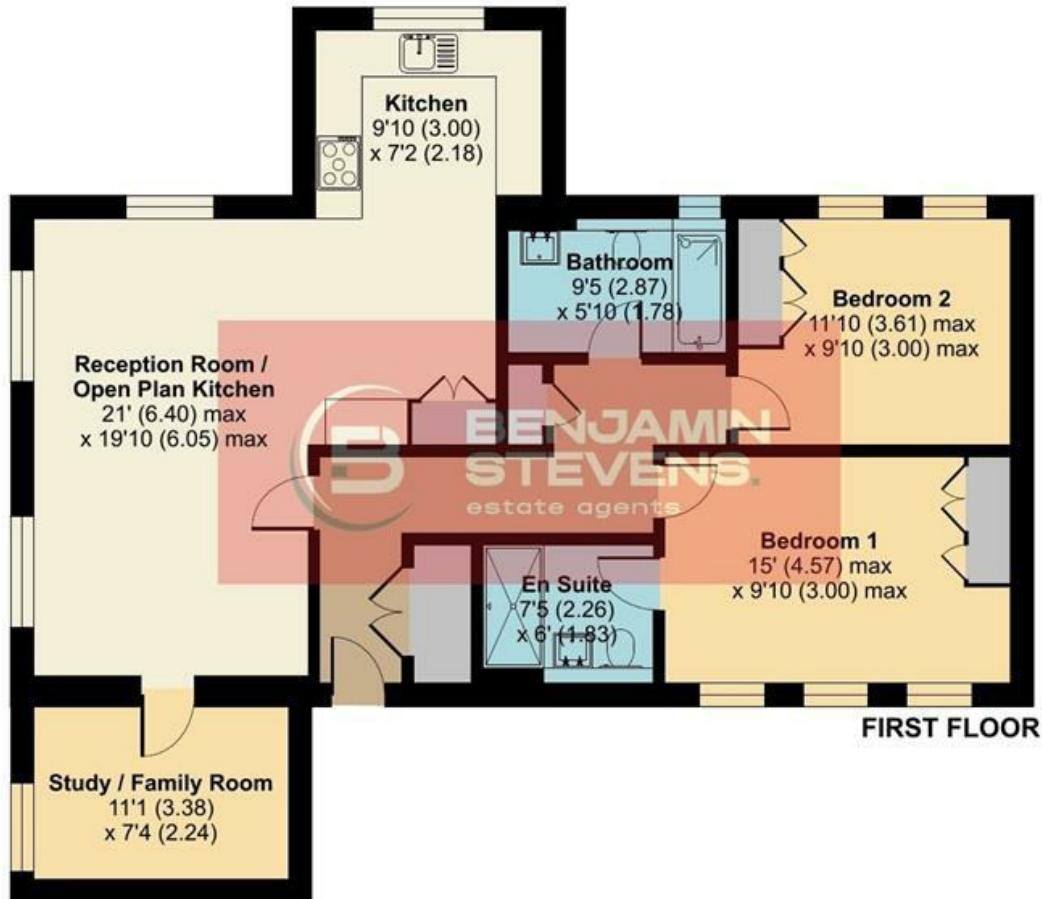 Kitchen
9'10 (3.00)
x 7'2 (2.18)
Bathroom
9'5 (2.87)
x 5'10 (1.78)
Bedroom 2
11'10 (3.61) max
x 9'10 (3.00) max
Reception Room /
Open Plan Kitchen
21' (6.40) max
x 19'10 (6.05) max
B
BENJAMIN
STEVENS.
estate agents
Bedroom 1
15' (4.57) max
x 9'10 (3.00) max
En Suite
7'5 (2.26)
x 6' (1.83)
FIRST FLOOR
Study / Family Room
11'1 (3.38)
x 7'4 (2.24)